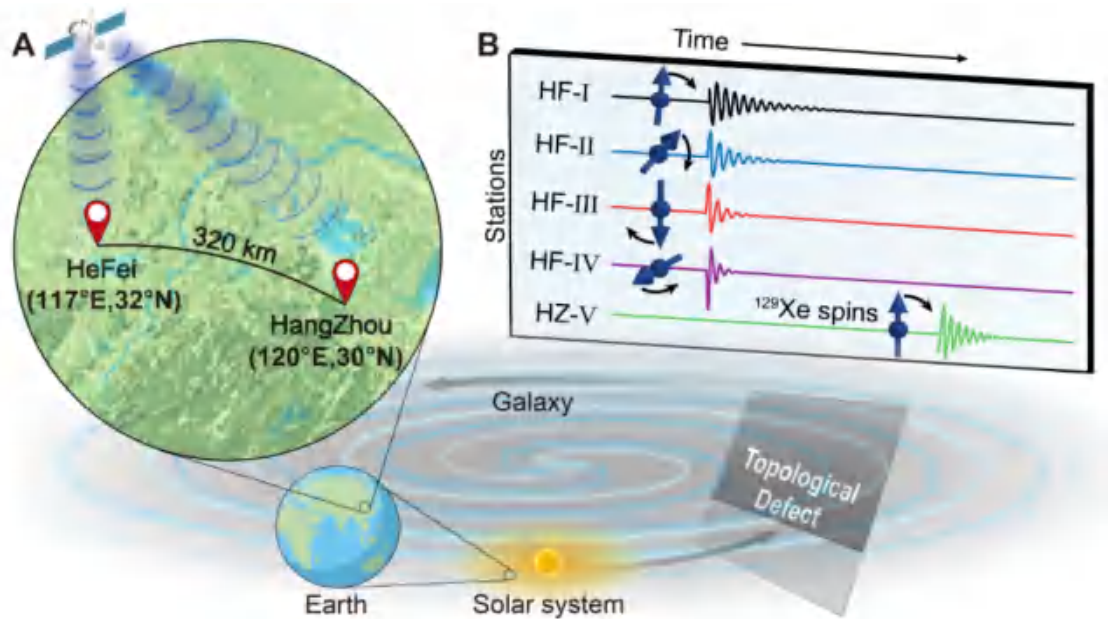 A
320 km
HeFei
(117°E,32°N)
HangZhou
(120°E,30°N)
B
Time
Stations
HF-I
HF-II
HF-III
HF-IV
HZ-V
¹²⁹Xe spins
Galaxy
Topological
Defect
Earth
Solar system